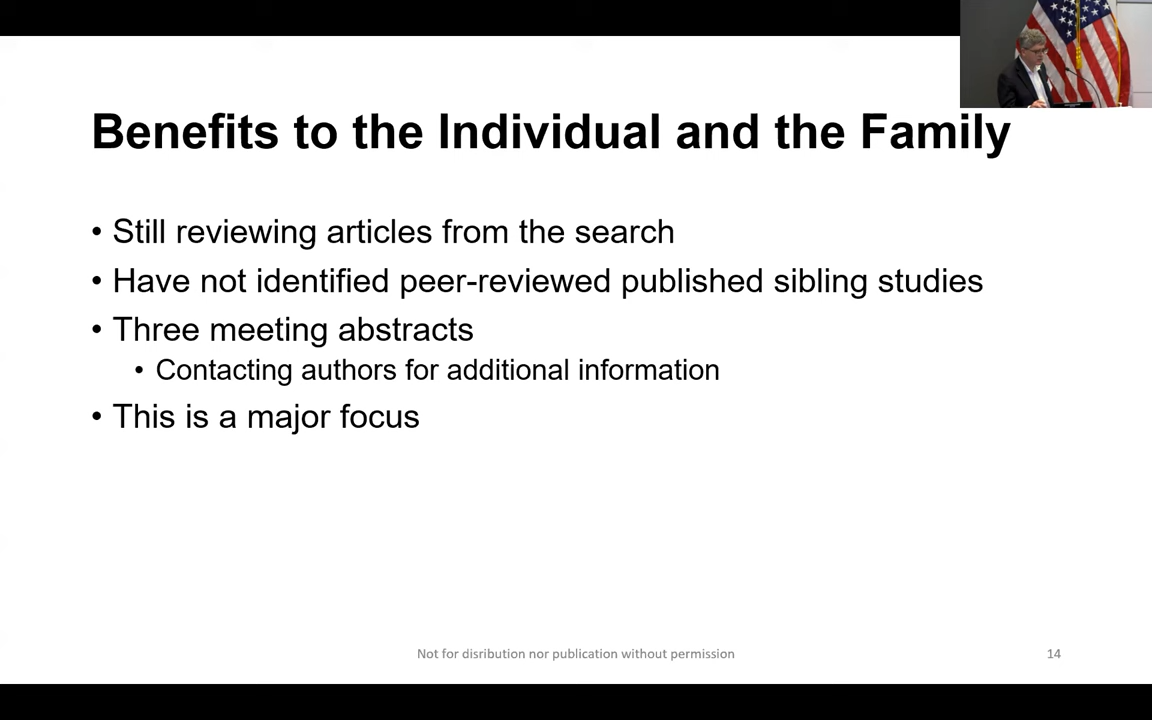 Benefits to the Individual and the Family
• Still reviewing articles from the search
• Have not identified peer-reviewed published sibling studies
• Three meeting abstracts
• Contacting authors for additional information
• This is a major focus
Not for disribution nor publication without permission
14